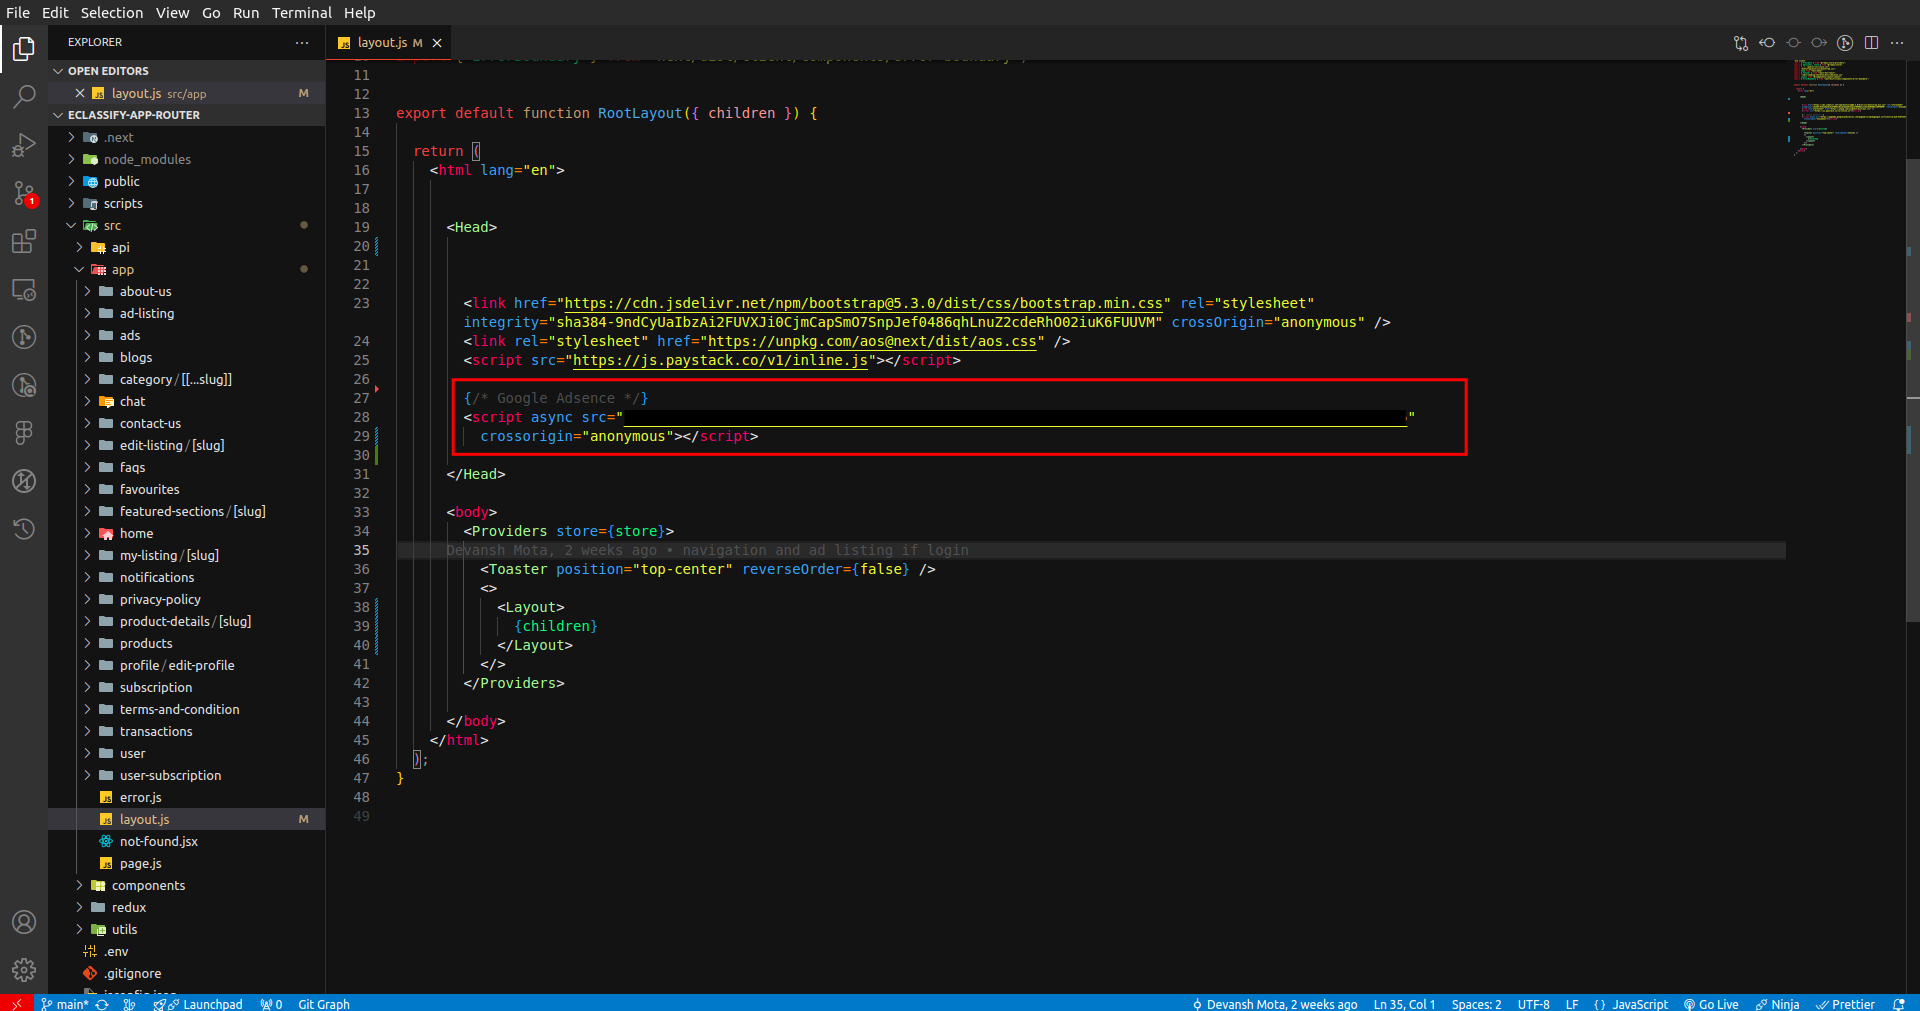 File Edit Selection View Go Run Terminal Help
EXPLORER
OPEN EDITORS
layout.js src/app M
ECLASSIFY-APP-ROUTER
.next
node_modules
public
scripts
src
api
app
about-us
ad-listing
ads
blogs
category/[[...slug]]
chat
contact-us
edit-listing/[slug]
faqs
favourites
featured-sections/[slug]
home
my-listing/[slug]
notifications
privacy-policy
product-details/[slug]
products
profile/edit-profile
subscription
terms-and-condition
transactions
user
user-subscription
error.js
layout.js M
not-found.jsx
page.js
components
redux
utils
.env
.gitignore
1
layout.js M
11
12
13 export default function RootLayout({ children }) {
14
15 return (
16 <html lang="en">
17
18
19 <Head>
20
21
22
23 <link href="https://cdn.jsdelivr.net/npm/bootstrap@5.3.0/dist/css/bootstrap.min.css" rel="stylesheet"
integrity="sha384-9ndCyUaIbzAi2FUVXJi0CjmCapSmO7SnpJef0486qhLnuZ2cdeRhO02iuK6FUUVM" crossOrigin="anonymous" />
24 <link rel="stylesheet" href="https://unpkg.com/aos@next/dist/aos.css" />
25 <script src="https://js.paystack.co/v1/inline.js"></script>
26
27 {/* Google Adsence */}
28 <script async src=" "
29 crossorigin="anonymous"></script>
30
31 </Head>
32
33 <body>
34 <Providers store={store}>
35 Devansh Mota, 2 weeks ago • navigation and ad listing if login
36 <Toaster position="top-center" reverseOrder={false} />
37 <>
38 <Layout>
39 {children}
40 </Layout>
41 </>
42 </Providers>
43
44 </body>
45 </html>
46 );
47 }
48
49
main* Launchpad 0 Git Graph
Devansh Mota, 2 weeks ago Ln 35, Col 1 Spaces: 2 UTF-8 LF {} JavaScript Go Live Ninja Prettier